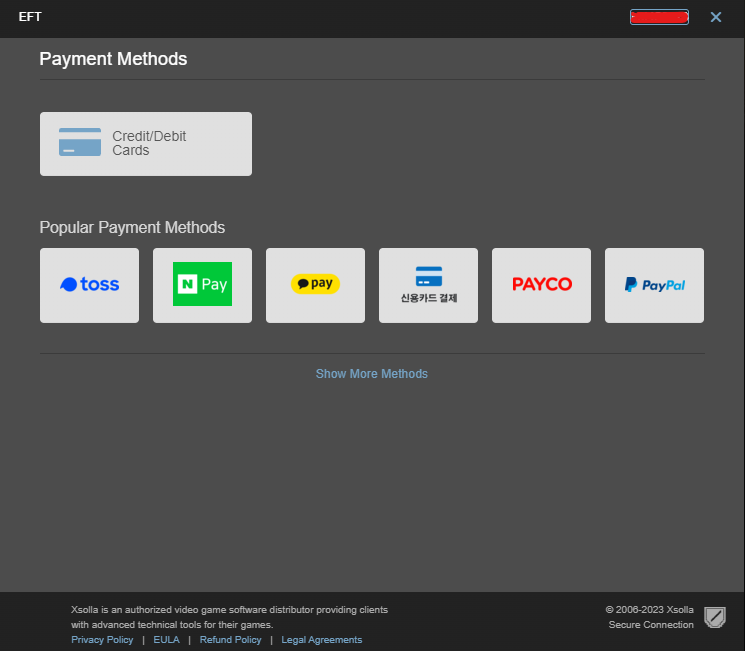 EFT
Payment Methods
Credit/Debit
Cards
Popular Payment Methods
toss
N Pay
pay
신용카드 결제
PAYCO
PayPal
Show More Methods
Xsolla is an authorized video game software distributor providing clients
with advanced technical tools for their games.
Privacy Policy | EULA | Refund Policy | Legal Agreements
© 2006-2023 Xsolla
Secure Connection